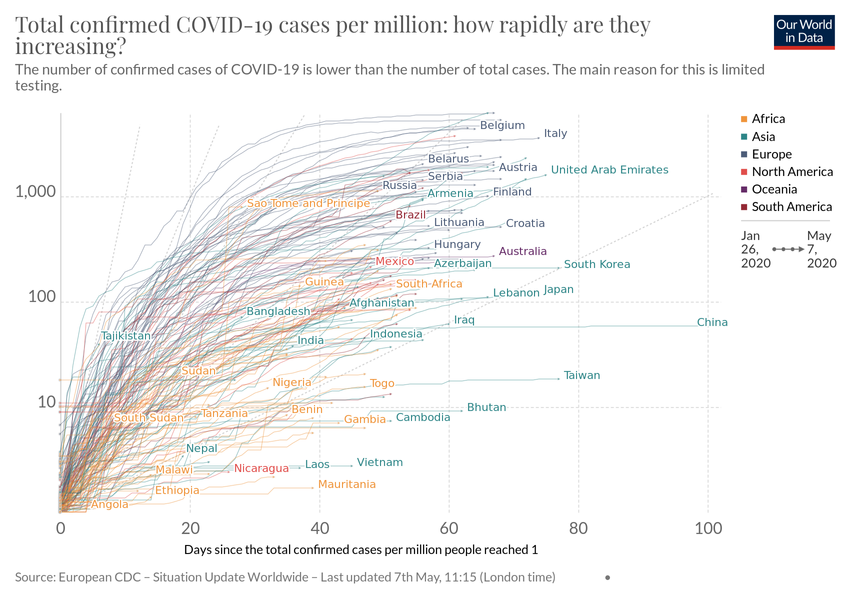 Total confirmed COVID-19 cases per million: how rapidly are they
increasing?
Our World
in Data
The number of confirmed cases of COVID-19 is lower than the number of total cases. The main reason for this is limited
testing.
Belgium
Italy
Belarus
Austria
United Arab Emirates
Serbia
Russia
Armenia
Finland
1,000
Sao Tome and Principe
Brazil
Lithuania
Croatia
Hungary
Australia
Mexico
Azerbaijan
South Korea
Guinea
South Africa
Lebanon
Japan
100
Afghanistan
Bangladesh
Iraq
China
Tajikistan
Indonesia
India
Sudan
Taiwan
Nigeria
Togo
10
Benin
Bhutan
South Sudan
Tanzania
Gambia
Cambodia
Nepal
Malawi
Nicaragua
Laos
Vietnam
Ethiopia
Mauritania
Angola
0
20
40
60
80
100
Days since the total confirmed cases per million people reached 1
Africa
Asia
Europe
North America
Oceania
South America
Jan
26,
2020
May
7,
2020
Source: European CDC – Situation Update Worldwide – Last updated 7th May, 11:15 (London time)